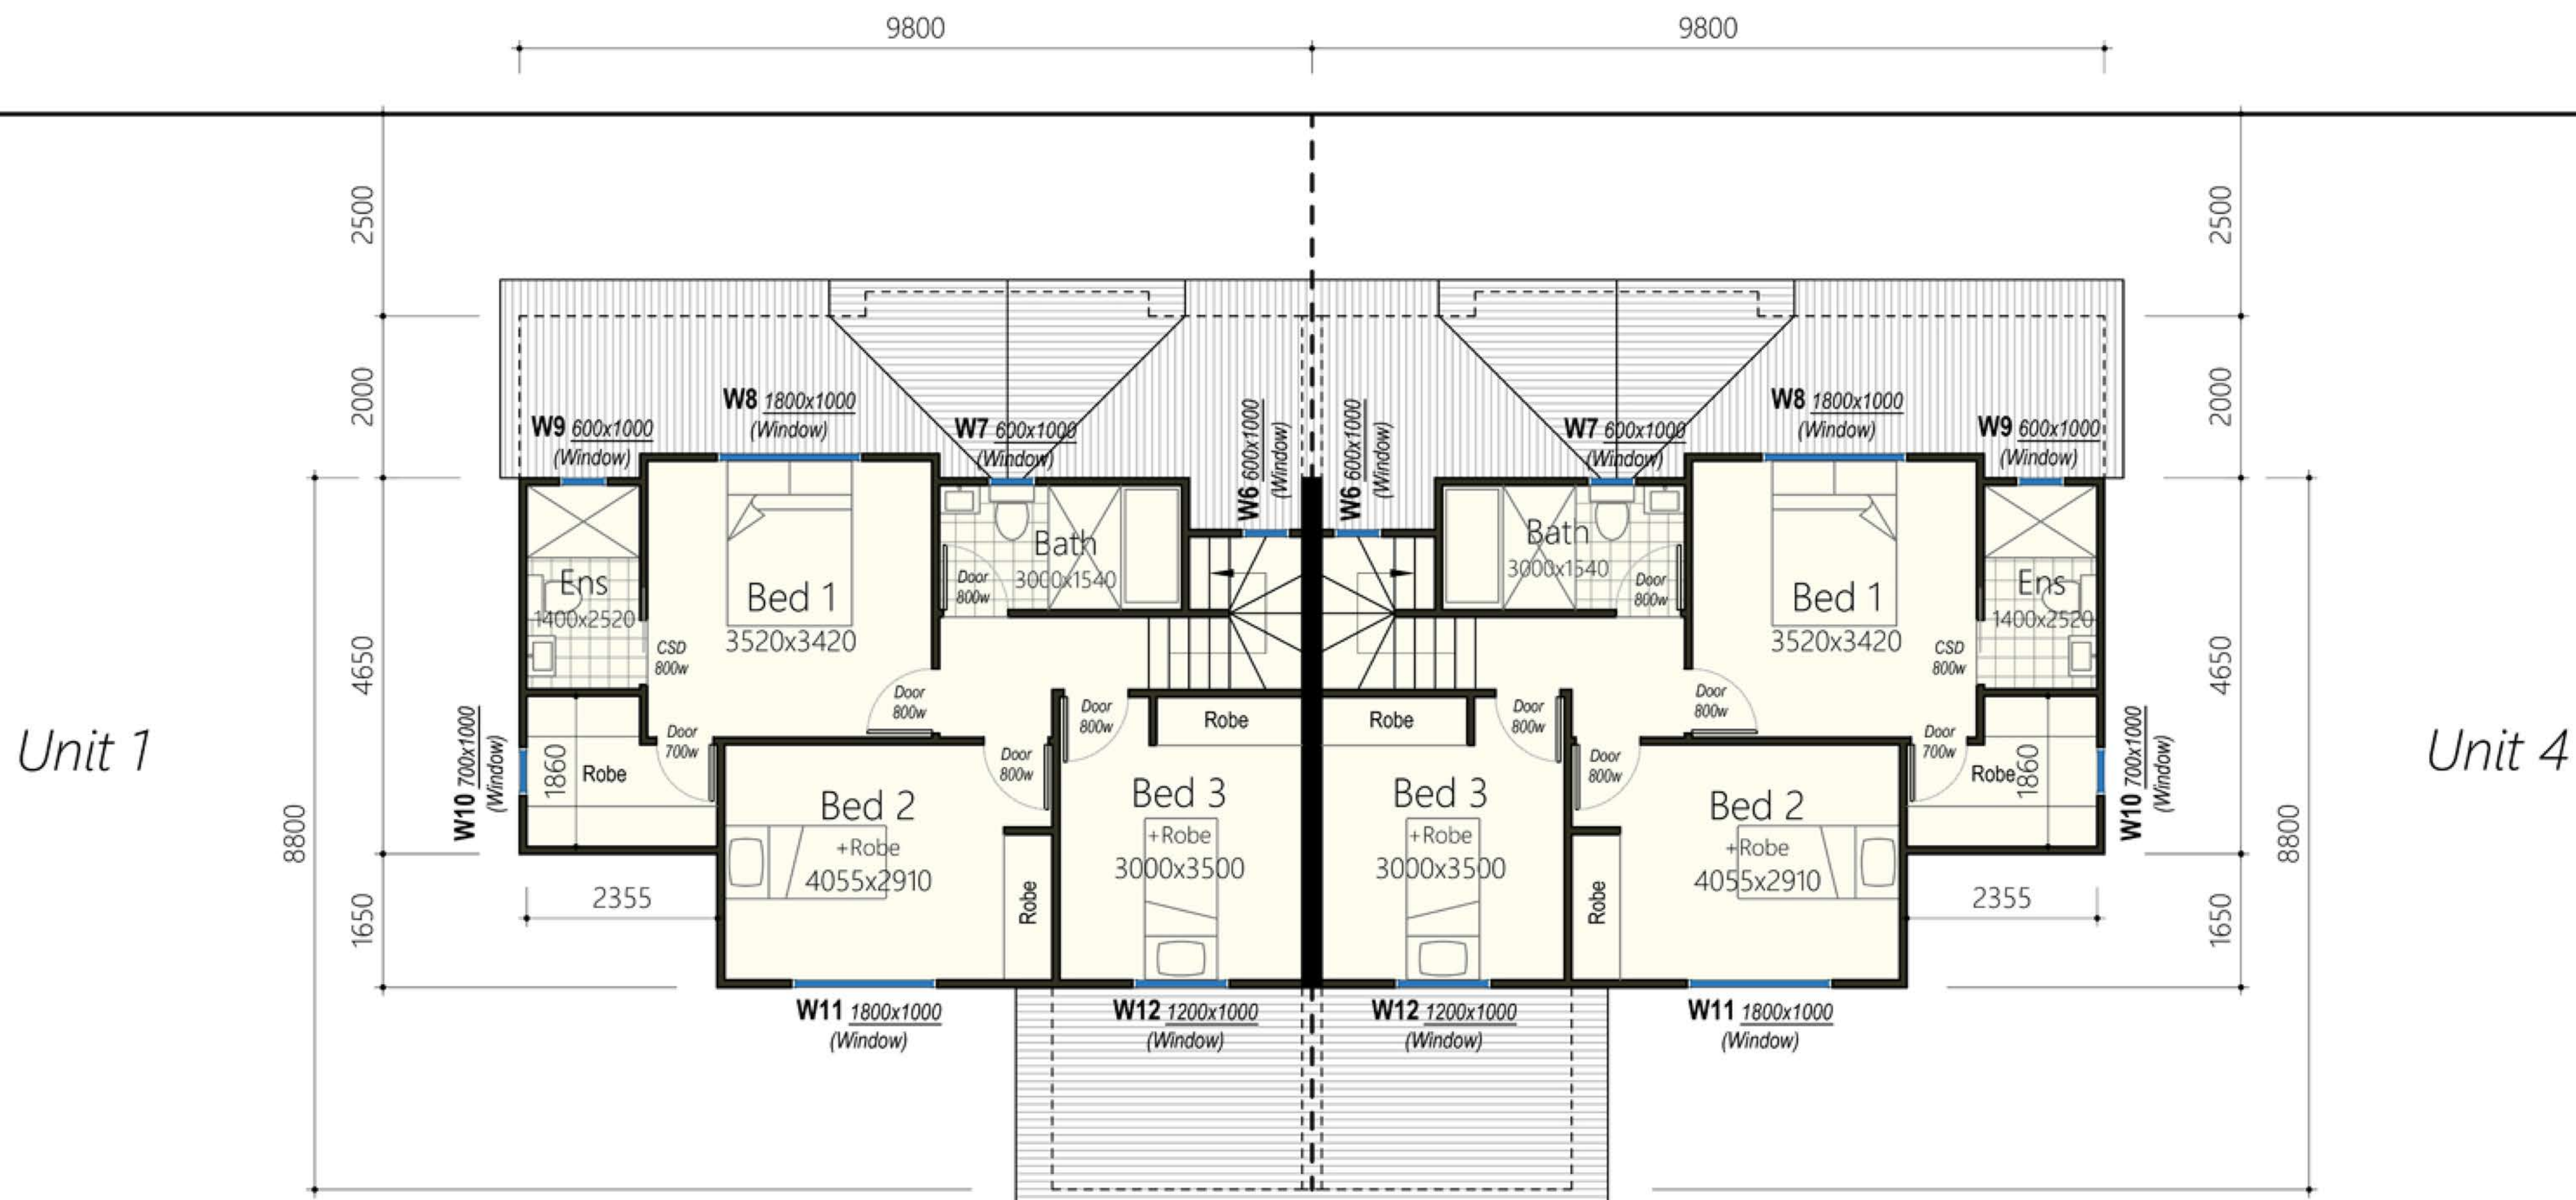 9800
9800
2500
2500
2000
2000
W9 600x1000
(Window)
W8 1800x1000
(Window)
W7 600x1000
(Window)
W6 600x1000
(Window)
W6 600x1000
(Window)
W7 600x1000
(Window)
W8 1800x1000
(Window)
W9 600x1000
(Window)
Ens
1400x2520
Bed 1
3520x3420
Bath
3000x1540
Door
800w
Bath
3000x1540
Door
800w
Bed 1
3520x3420
Ens
1400x2520
4650
CSD
800w
Door
800w
Door
800w
CSD
800w
4650
Unit 1
W10 700x1000
(Window)
1860
Robe
Door
700w
Door
800w
Door
800w
Robe
Robe
Door
800w
Door
800w
Door
700w
Robe
1860
W10 700x1000
(Window)
Unit 4
8800
Bed 2
+Robe
4055x2910
Robe
Bed 3
+Robe
3000x3500
Bed 3
+Robe
3000x3500
Robe
Bed 2
+Robe
4055x2910
8800
1650
2355
2355
1650
W11 1800x1000
(Window)
W12 1200x1000
(Window)
W12 1200x1000
(Window)
W11 1800x1000
(Window)